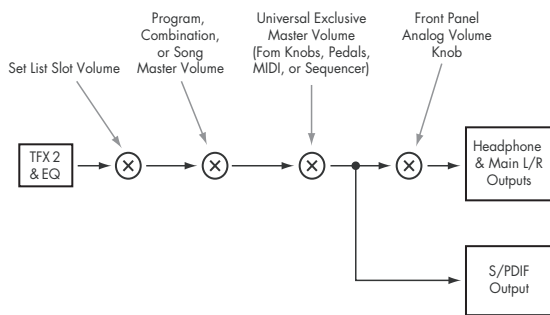 Set List Slot Volume
Program,
Combination,
or Song
Master Volume
Universal Exclusive
Master Volume
(Fom Knobs, Pedals,
MIDI, or Sequencer)
Front Panel
Analog Volume
Knob
TFX 2
& EQ
Headphone
& Main L/R
Outputs
S/PDIF
Output